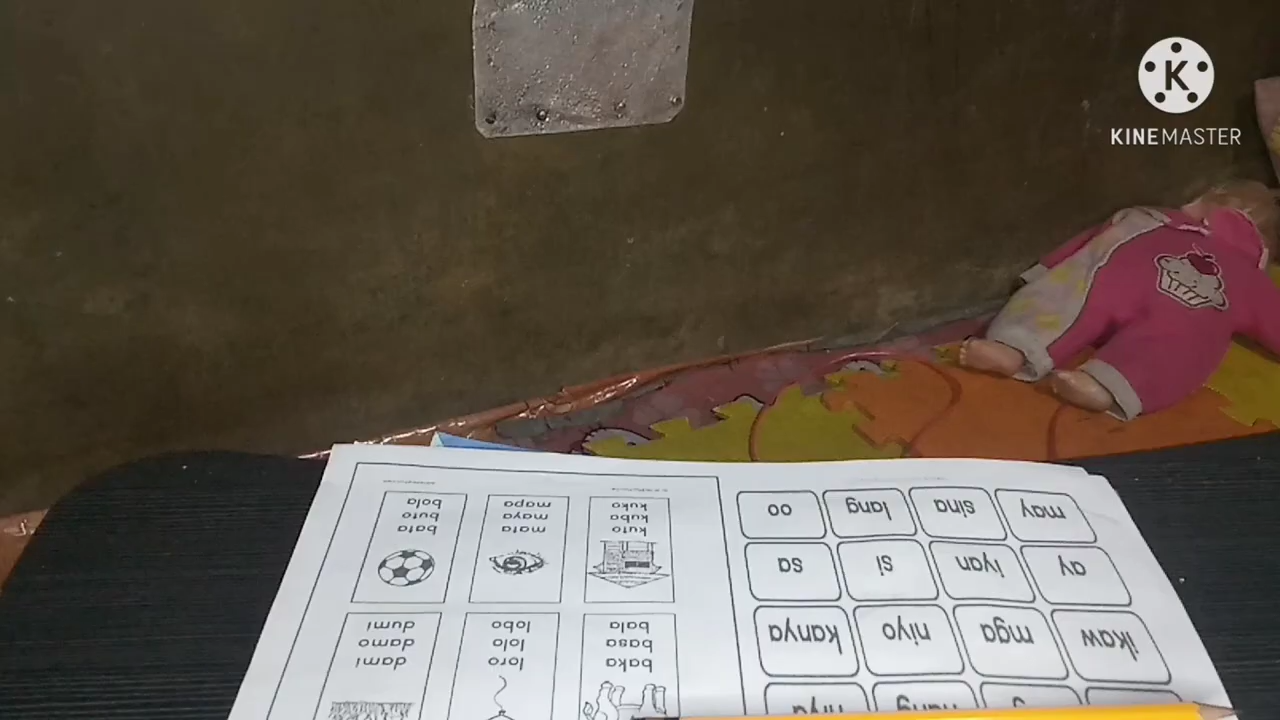 KINEMASTER
ikaw mga niyo kanya
ay iyan si sa
may sina lang oo
baka
basa
bala
loro
lolo
lobo
dami
damo
dumi
kuto
kubo
kuko
mata
maya
mapa
bata
buto
bola